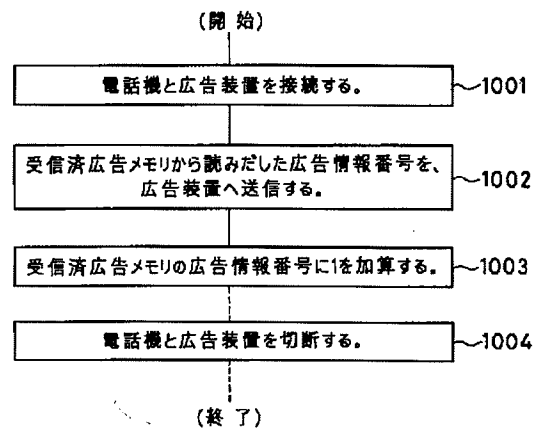 (開 始)
電話機と広告装置を接続する。 1001
受信済広告メモリから読みだした広告情報番号を、
広告装置へ送信する。 1002
受信済広告メモリの広告情報番号に1を加算する。 1003
電話機と広告装置を切断する。 1004
(終 了)